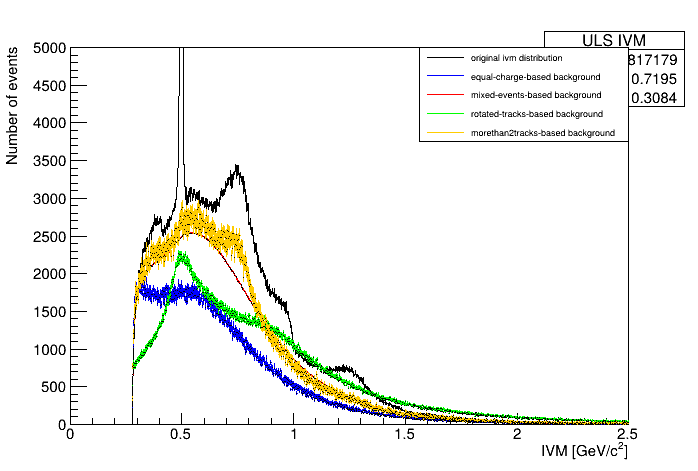 ULS IVM
817179
0.7195
0.3084
original ivm distribution
equal-charge-based background
mixed-events-based background
rotated-tracks-based background
morethan2tracks-based background
Number of events
5000
4500
4000
3500
3000
2500
2000
1500
1000
500
0
0 0.5 1 1.5 2 2.5
IVM [GeV/c²]